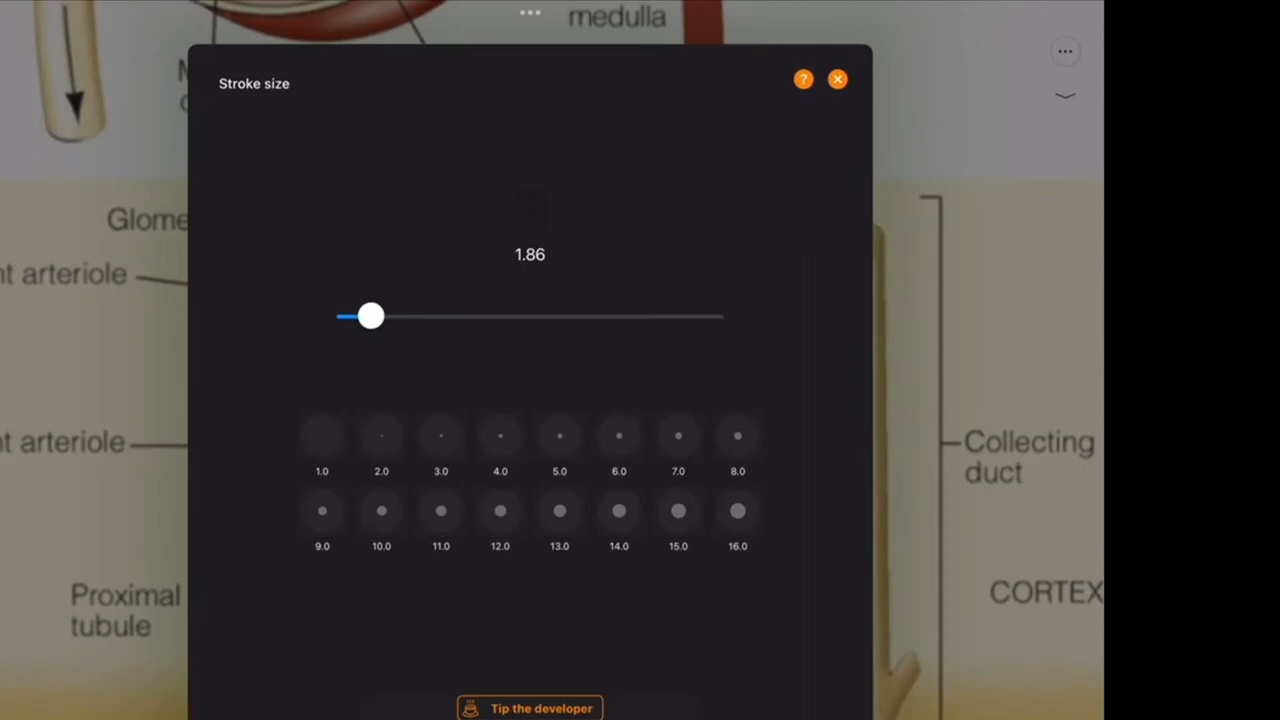 medulla
Stroke size
?
Glome
nt arteriole
1.86
nt arteriole
Collecting
duct
1.0 2.0 3.0 4.0 5.0 6.0 7.0 8.0
9.0 10.0 11.0 12.0 13.0 14.0 15.0 16.0
Proximal
tubule
CORTEX
Tip the developer